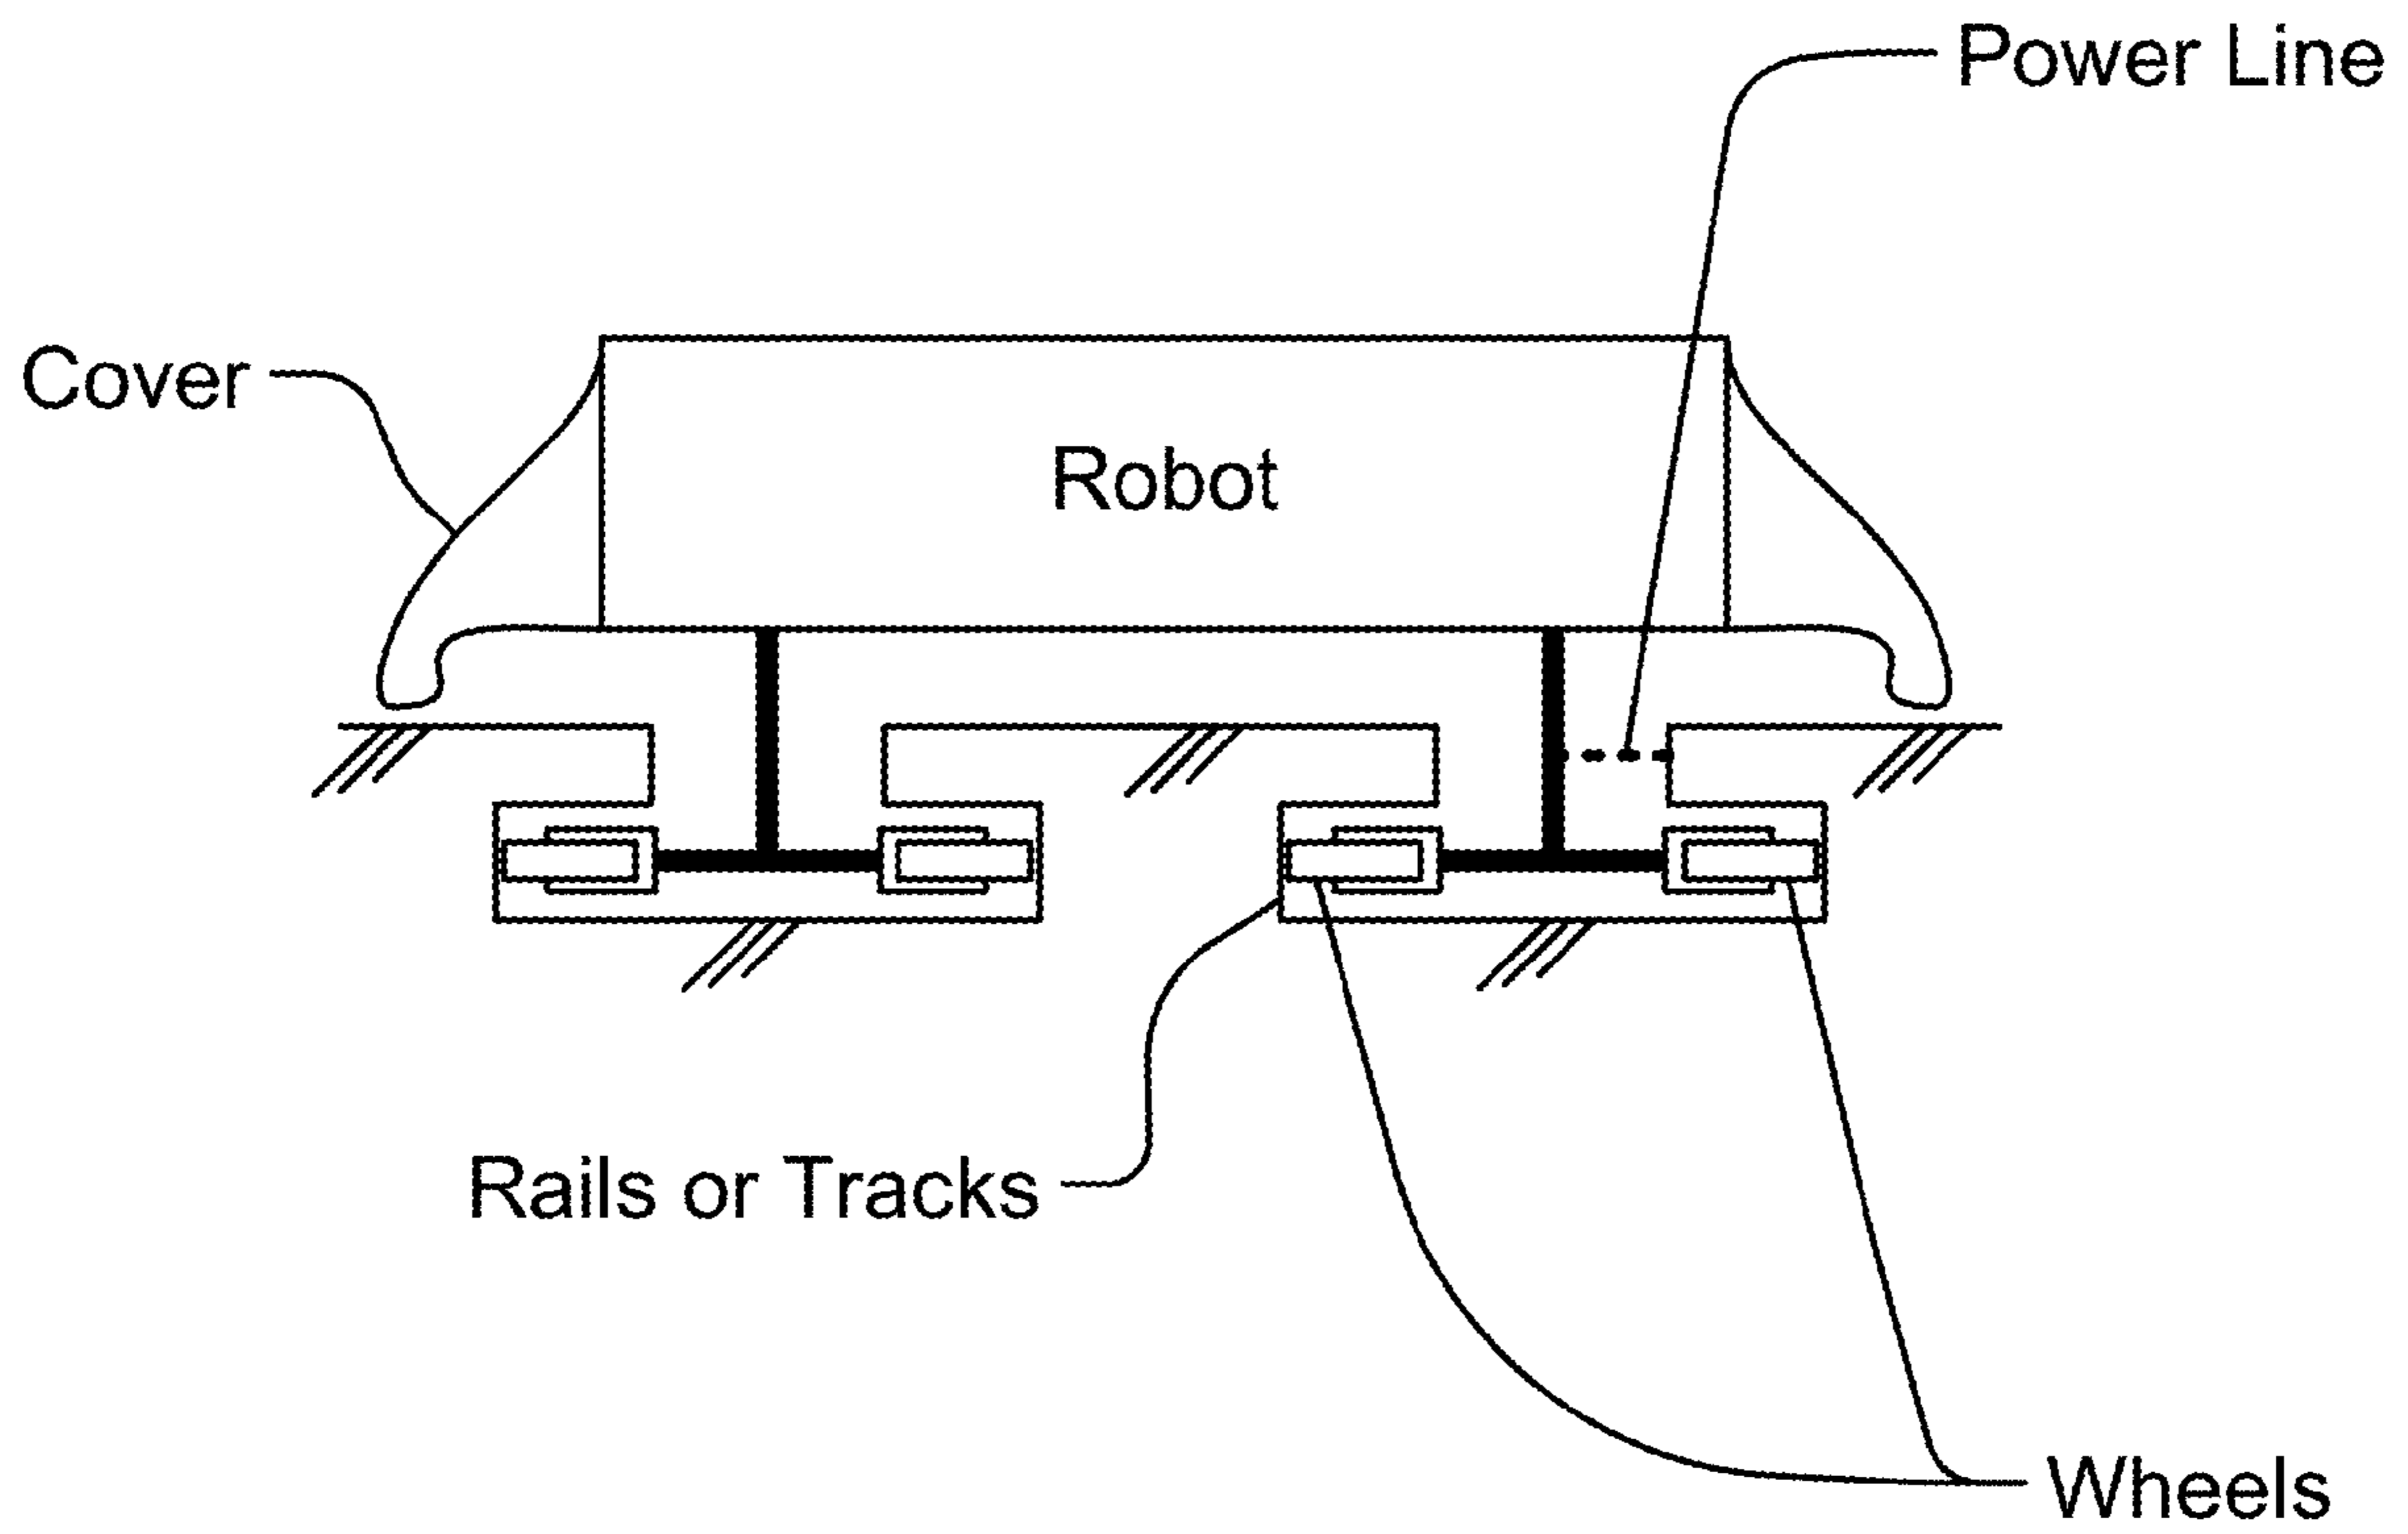 Power Line
Cover
Robot
Rails or Tracks
Wheels